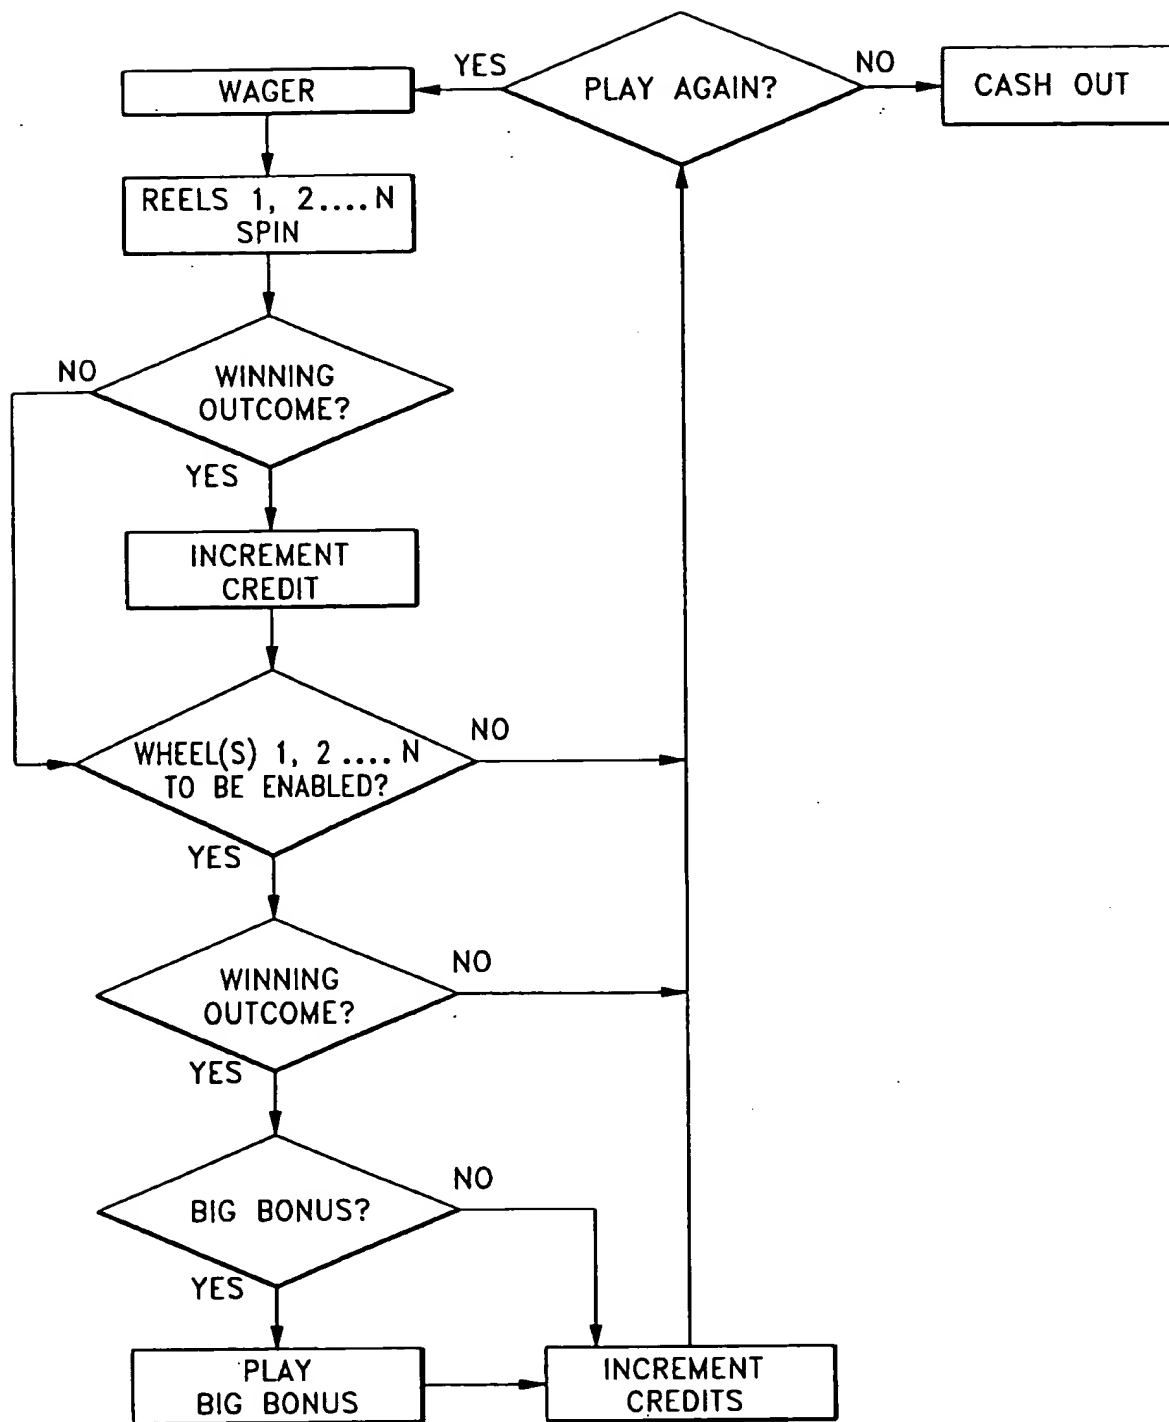 YES
PLAY AGAIN?
NO
CASH OUT
WAGER
REELS 1, 2....N
SPIN
NO
WINNING
OUTCOME?
YES
INCREMENT
CREDIT
WHEEL(S) 1, 2 .... N
TO BE ENABLED?
NO
YES
WINNING
OUTCOME?
NO
YES
BIG BONUS?
NO
YES
PLAY
BIG BONUS
INCREMENT
CREDITS